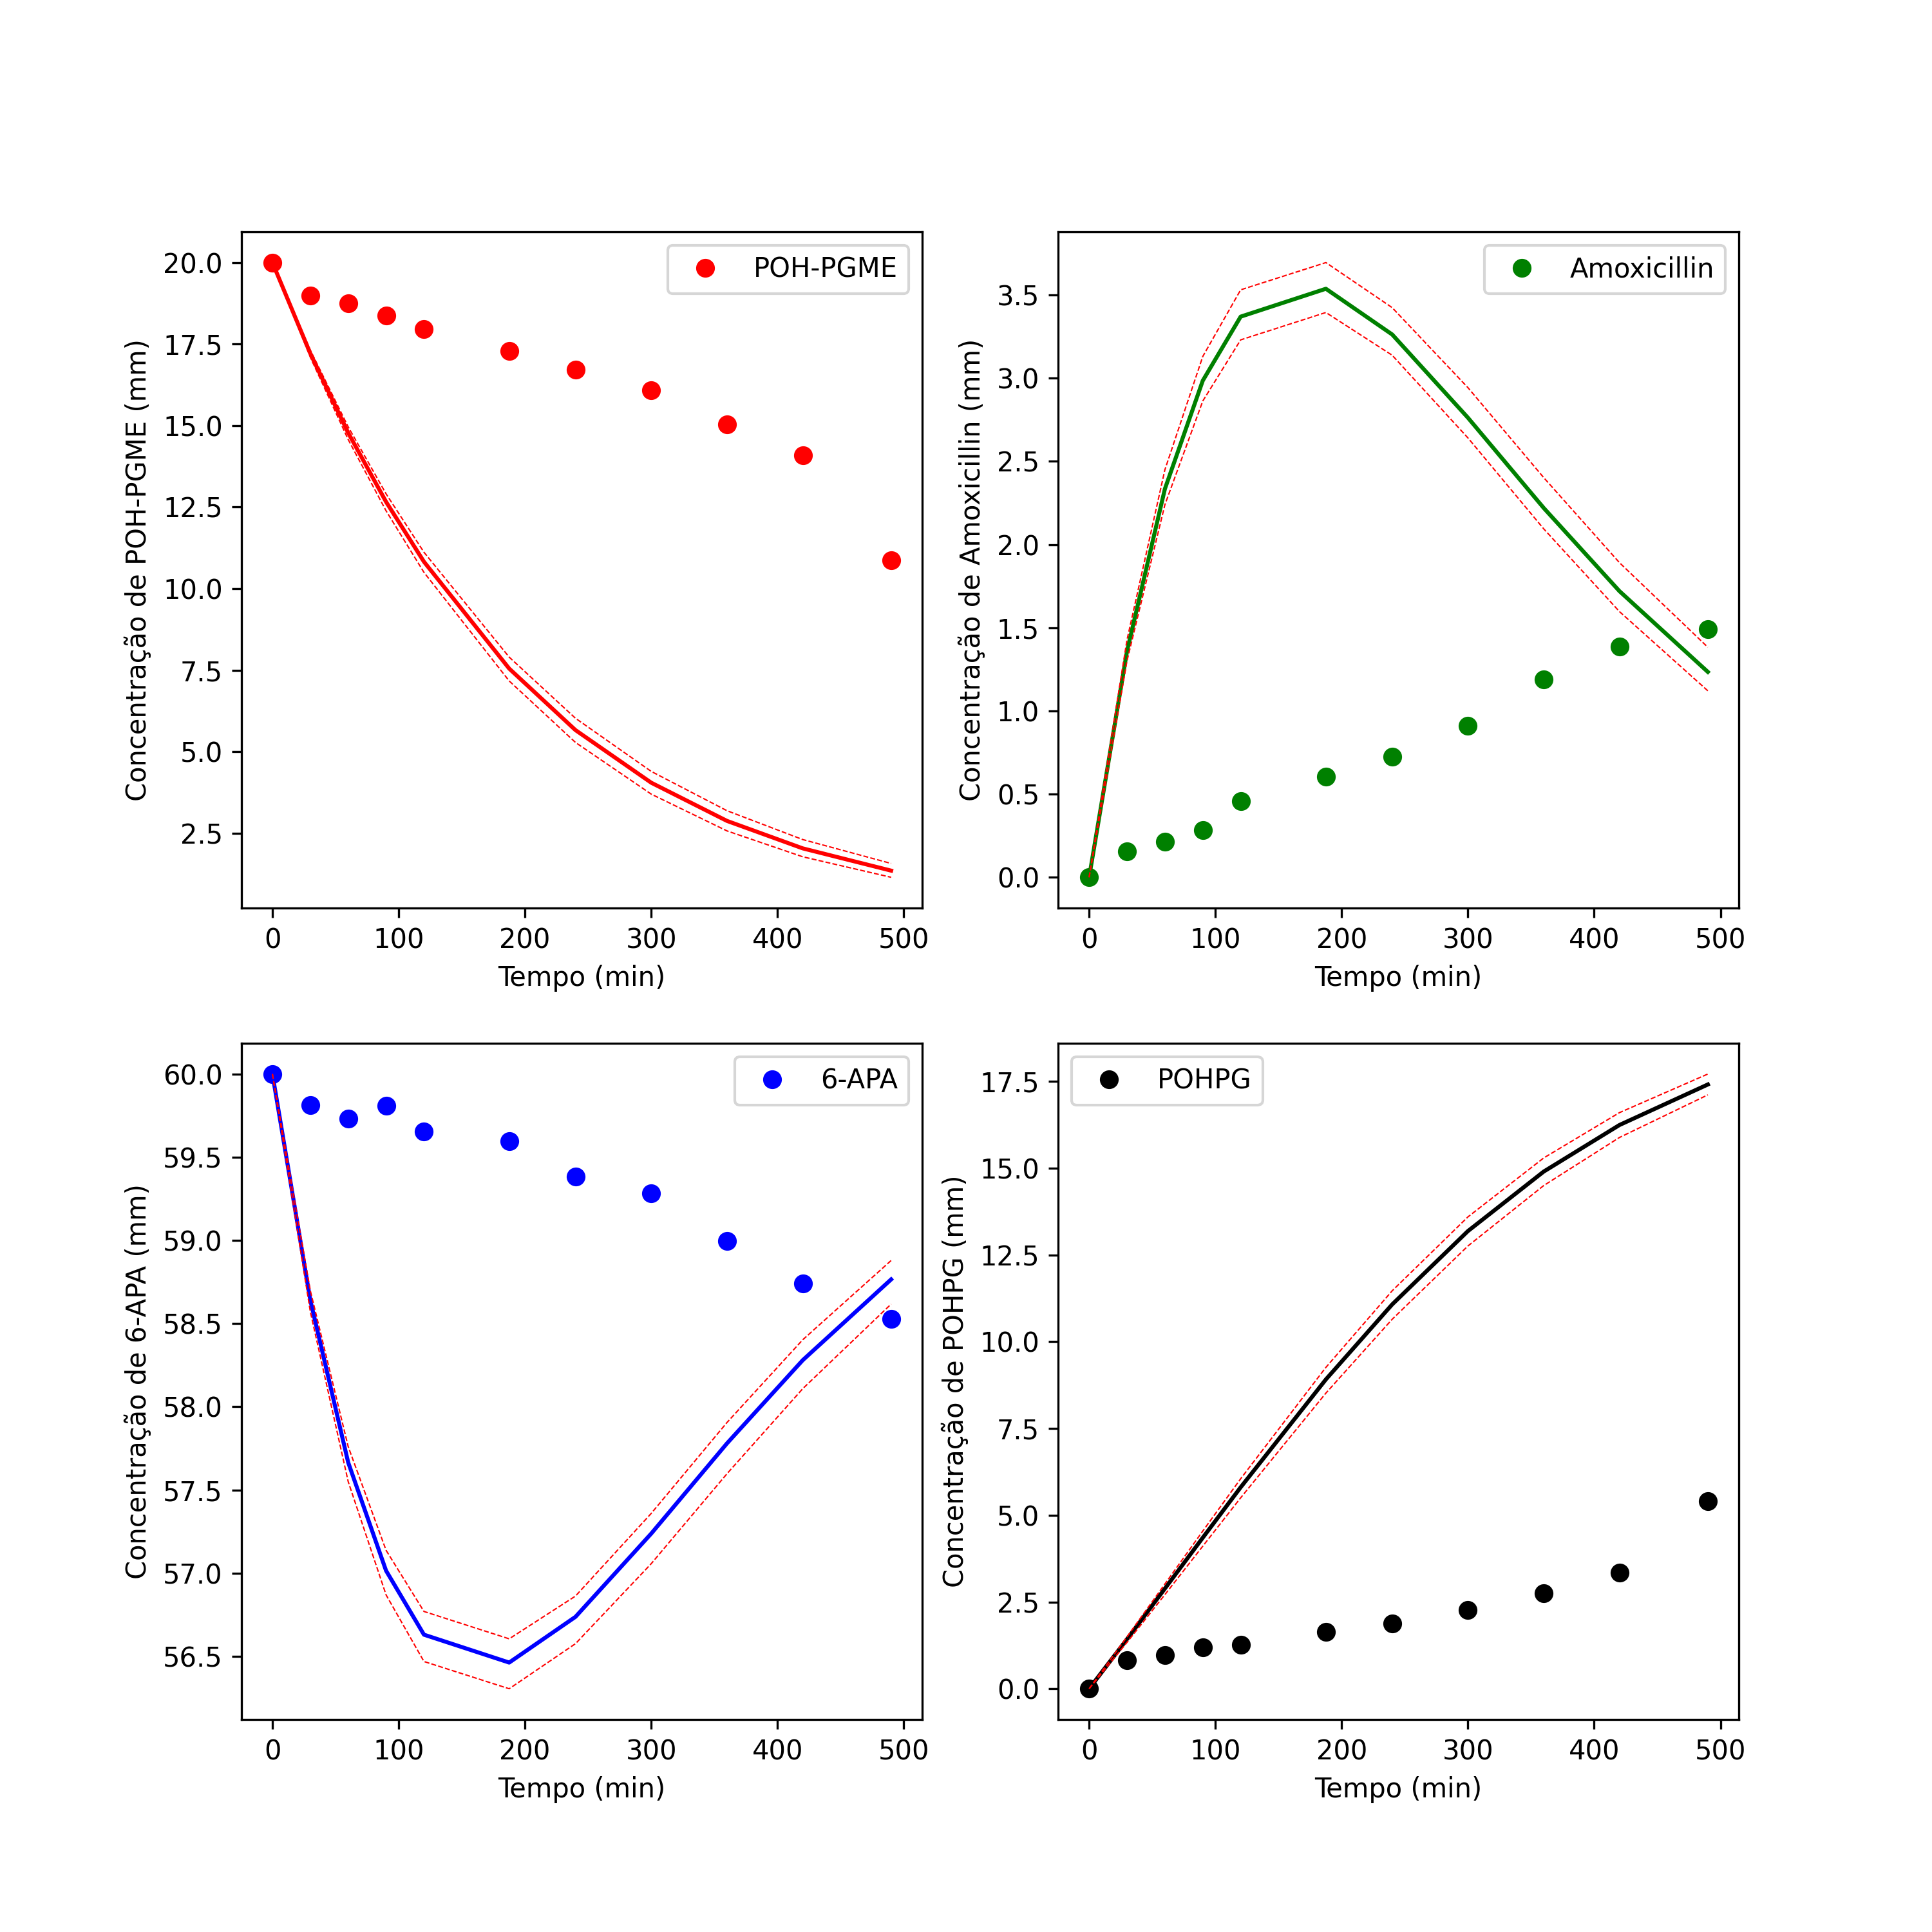 POH-PGME
Concentração de POH-PGME (mm)
20.0
17.5
15.0
12.5
10.0
7.5
5.0
2.5
0 100 200 300 400 500
Tempo (min)
Amoxicillin
Concentração de Amoxicillin (mm)
3.5
3.0
2.5
2.0
1.5
1.0
0.5
0.0
0 100 200 300 400 500
Tempo (min)
6-APA
Concentração de 6-APA (mm)
60.0
59.5
59.0
58.5
58.0
57.5
57.0
56.5
0 100 200 300 400 500
Tempo (min)
POHPG
Concentração de POHPG (mm)
17.5
15.0
12.5
10.0
7.5
5.0
2.5
0.0
0 100 200 300 400 500
Tempo (min)